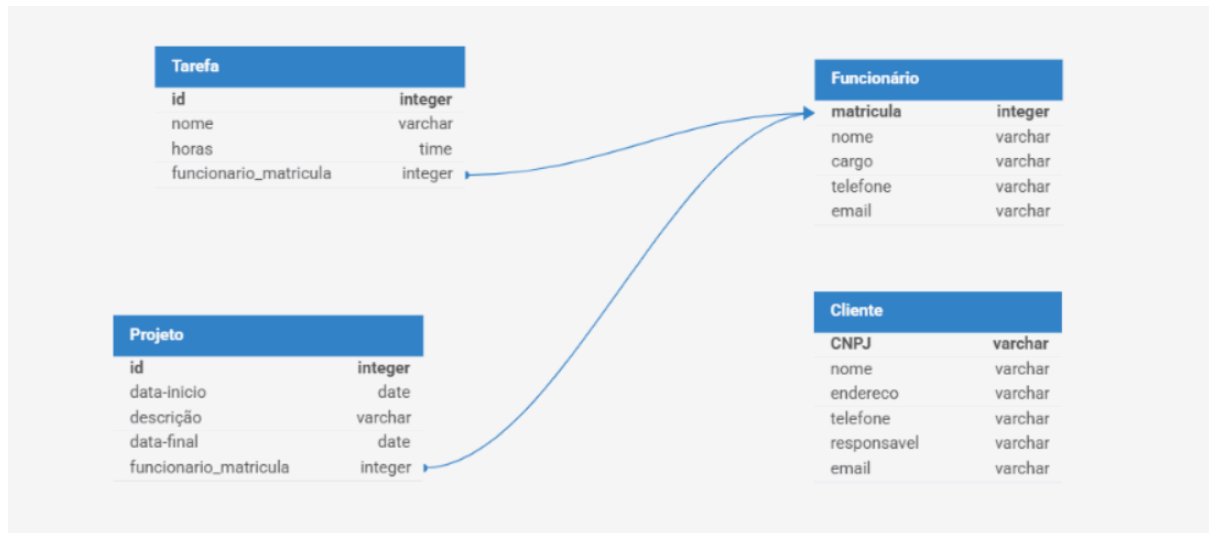 Tarefa
id integer
nome varchar
horas time
funcionario_matricula integer
Funcionário
matricula integer
nome varchar
cargo varchar
telefone varchar
email varchar
Projeto
id integer
data-inicio date
descrição varchar
data-final date
funcionario_matricula integer
Cliente
CNPJ varchar
nome varchar
endereco varchar
telefone varchar
responsavel varchar
email varchar